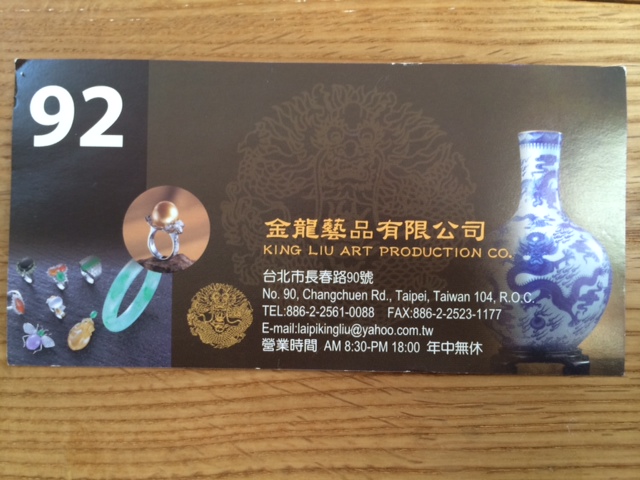 92
金龍藝品有限公司
KING LIU ART PRODUCTION CO.
台北市長春路90號
No. 90, Changchuen Rd., Taipei, Taiwan 104, R.O.C.
TEL:886-2-2561-0088 FAX:886-2-2523-1177
E-mail:laipikingliu@yahoo.com.tw
營業時間 AM 8:30-PM 18:00 年中無休